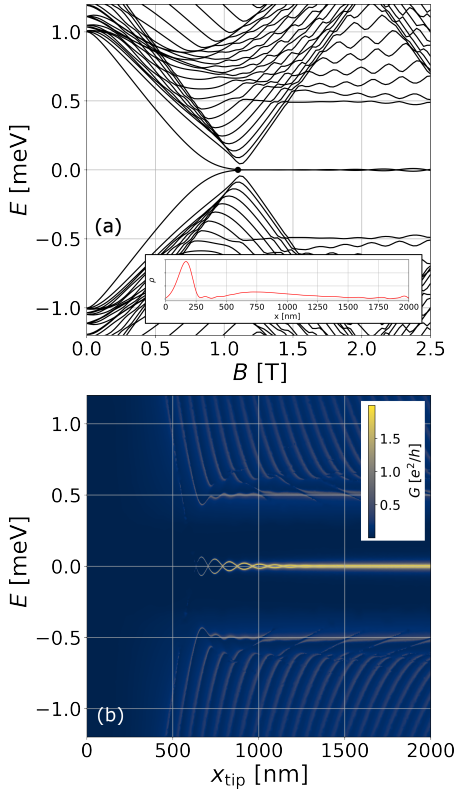 1.0
0.5
0.0
−0.5
−1.0
E [meV]
(a)
ρ
0 250 500 750 1000 1250 1500 1750 2000
x [nm]
0.0 0.5 1.0 1.5 2.0 2.5
B [T]
1.0
0.5
0.0
−0.5
−1.0
E [meV]
1.5
1.0
0.5
G [e²/h]
(b)
0 500 1000 1500 2000
x_tip [nm]